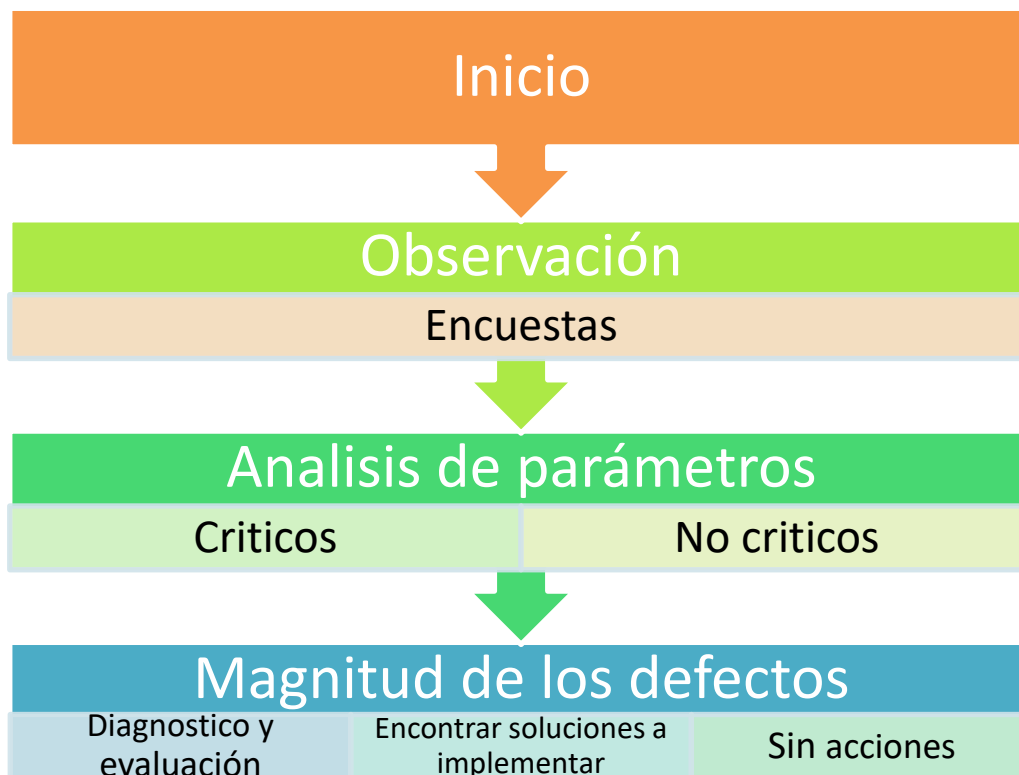 Inicio
Observación
Encuestas
Analisis de parámetros
Criticos
No criticos
Magnitud de los defectos
Diagnostico y
evaluación
Encontrar soluciones a
implementar
Sin acciones